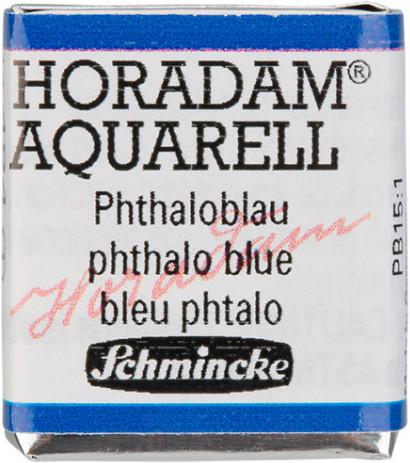 HORADAM®
AQUARELL
Phthaloblau
phthalo blue
bleu phtalo
Horadam
Schmincke
PB15:1